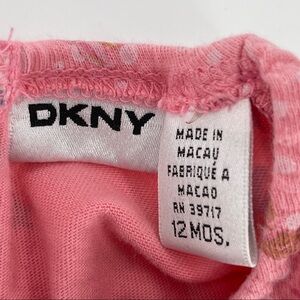 DKNY
MADE IN
MACAU
FABRIQUÉ A
MACAO
RN 39717
12 MOS.